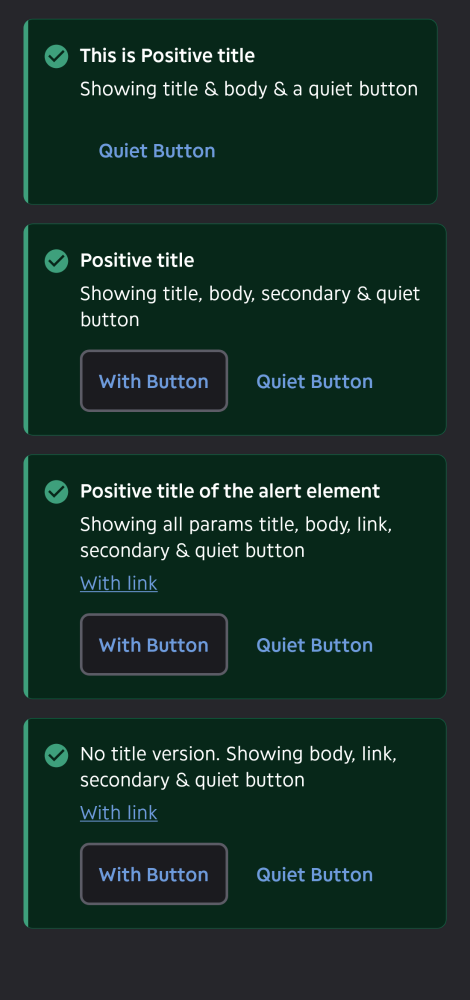 This is Positive title
Showing title & body & a quiet button
Quiet Button
Positive title
Showing title, body, secondary & quiet
button
With Button Quiet Button
Positive title of the alert element
Showing all params title, body, link,
secondary & quiet button
With link
With Button Quiet Button
No title version. Showing body, link,
secondary & quiet button
With link
With Button Quiet Button